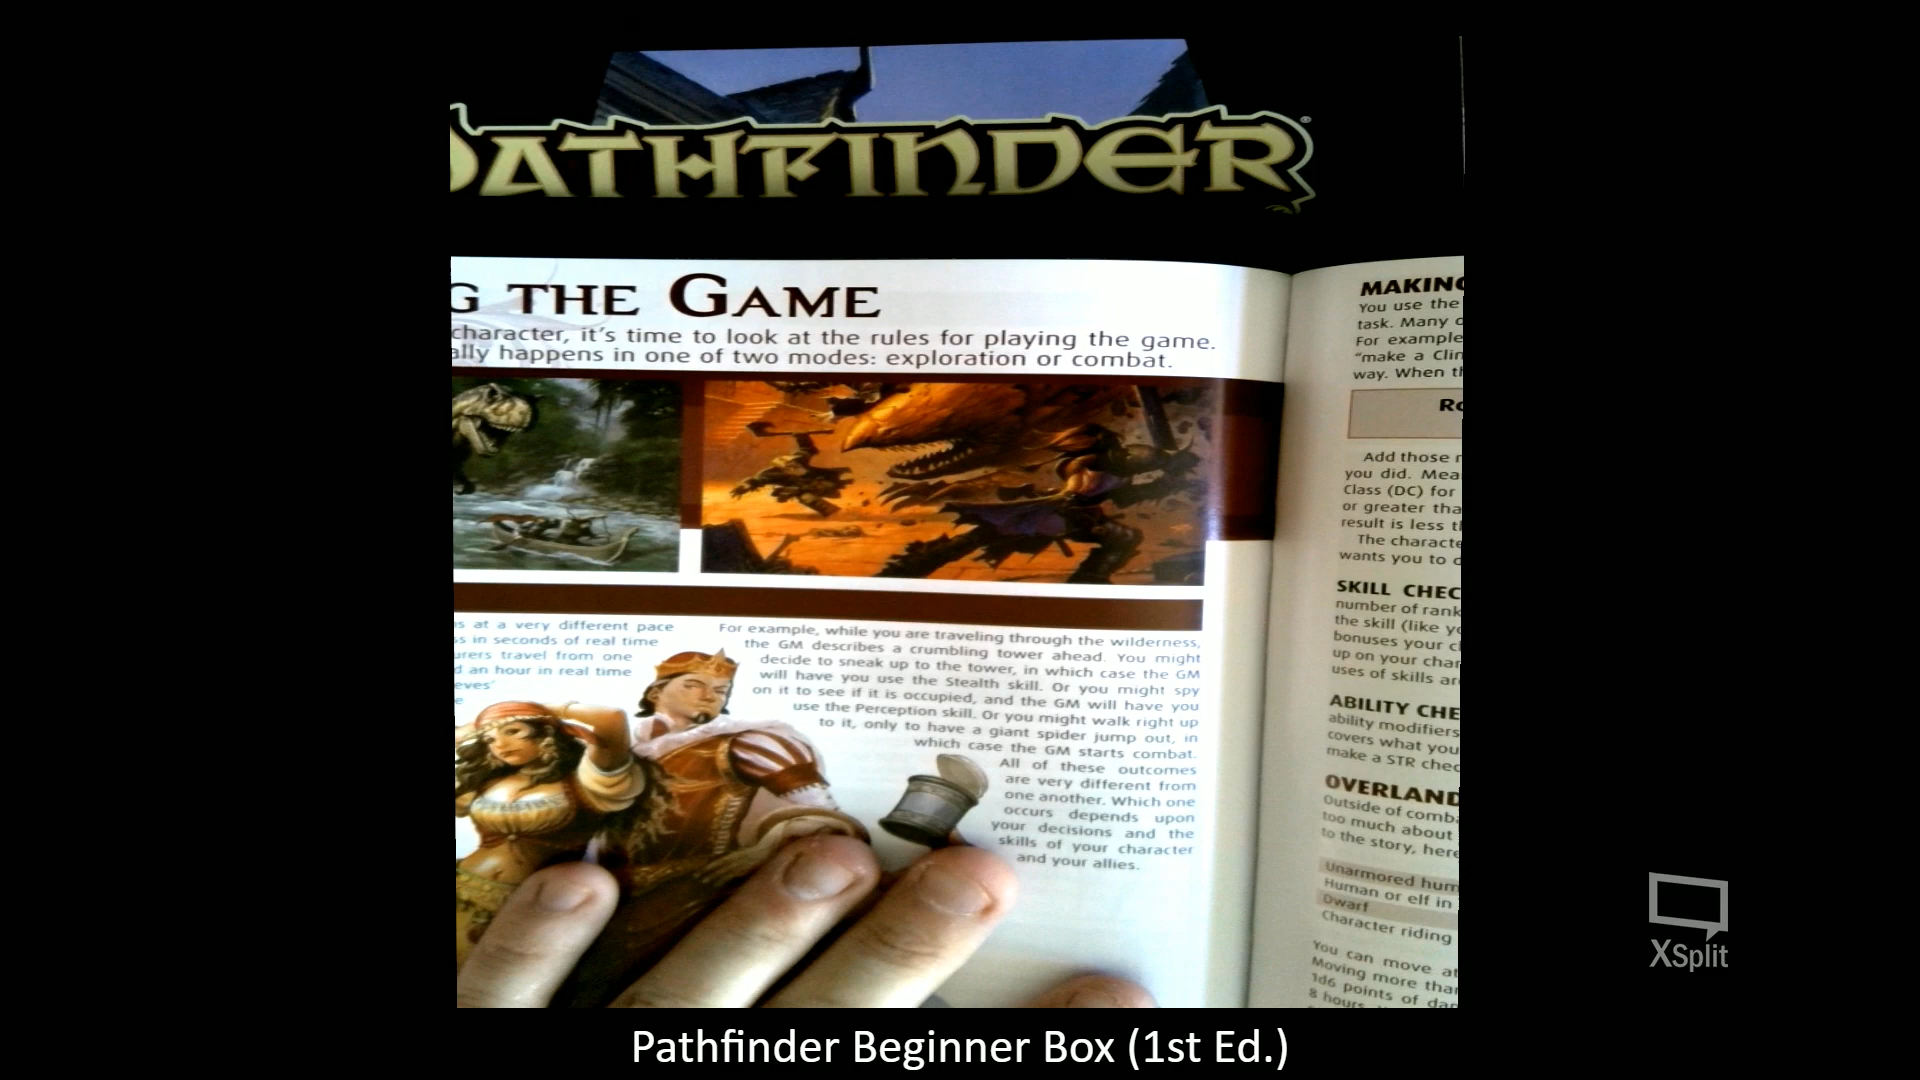 PATHFINDER
G THE GAME
character, it's time to look at the rules for playing the game.
ally happens in one of two modes: exploration or combat.
s at a very different pace
ss in seconds of real time
urers travel from one
d an hour in real time
eves'
e
For example, while you are traveling through the wilderness,
the GM describes a crumbling tower ahead. You might
decide to sneak up to the tower, in which case the GM
will have you use the Stealth skill. Or you might spy
on it to see if it is occupied, and the GM will have you
use the Perception skill. Or you might walk right up
to it, only to have a giant spider jump out, in
which case the GM starts combat.
All of these outcomes
are very different from
one another. Which one
occurs depends upon
your decisions and the
skills of your character
and your allies.
MAKING
You use the
task. Many
For example
"make a Clim
way. When th
Ro
Add those
you did. Mea
Class (DC) for
or greater tha
result is less t
The characte
wants you to
SKILL CHEC
number of rank
the skill (like yo
bonuses your c
up on your char
uses of skills ar
ABILITY CHE
ability modifiers
covers what you
make a STR chec
OVERLAND
Outside of comba
too much about
to the story, here
Unarmored hum
Human or elf in
Dwarf
Character riding
You can move at
Moving more than
1d6 points of dam
8 hours.
XSplit
Pathfinder Beginner Box (1st Ed.)